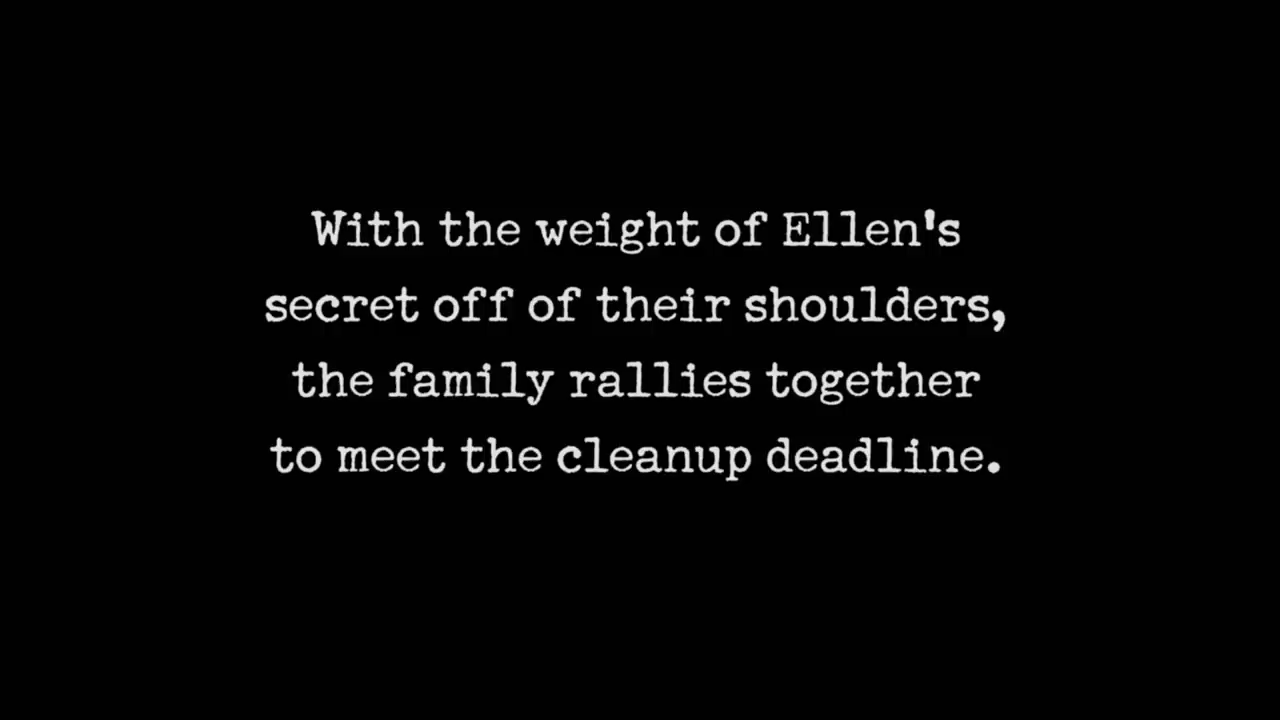 With the weight of Ellen's
secret off of their shoulders,
the family rallies together
to meet the cleanup deadline.